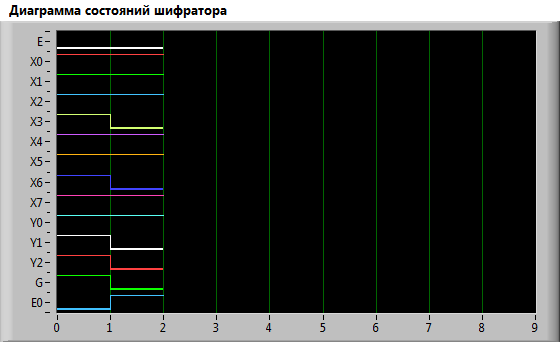 Диаграмма состояний шифратора
E
X0
X1
X2
X3
X4
X5
X6
X7
Y0
Y1
Y2
G
E0
0 1 2 3 4 5 6 7 8 9